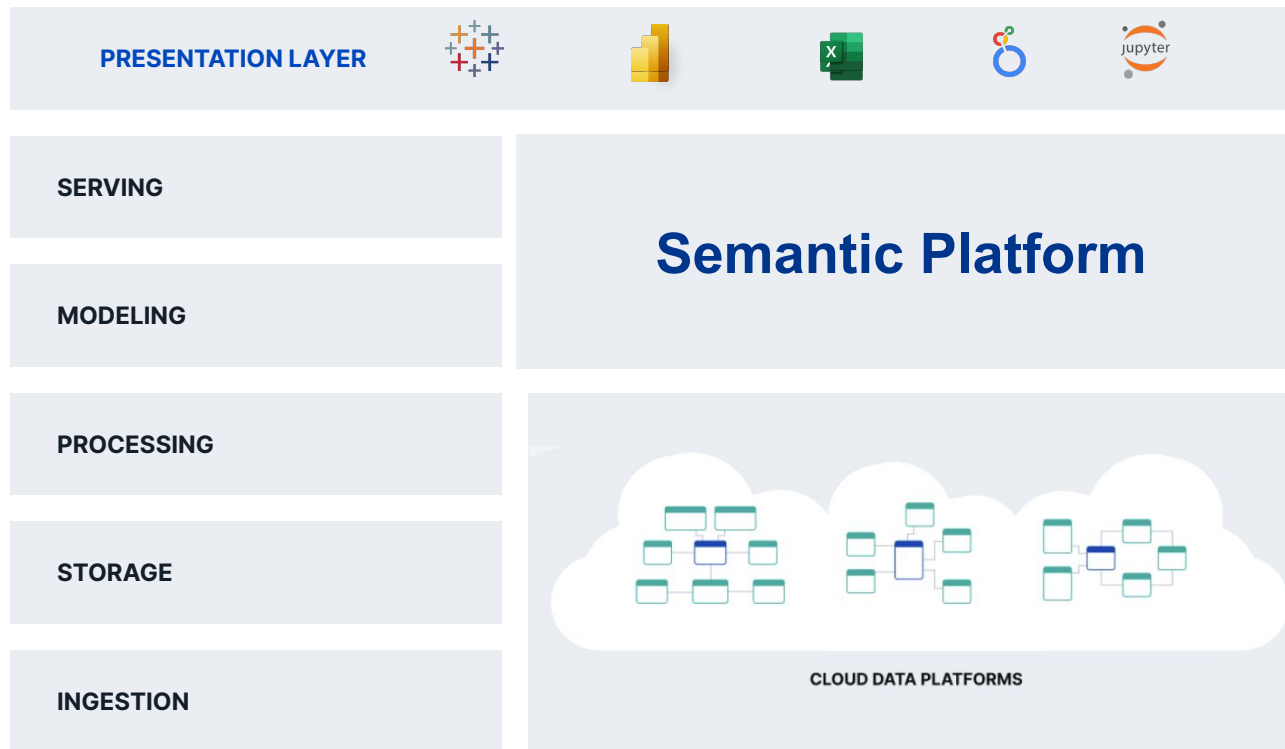 PRESENTATION LAYER
X
jupyter
SERVING
Semantic Platform
MODELING
PROCESSING
STORAGE
INGESTION
CLOUD DATA PLATFORMS